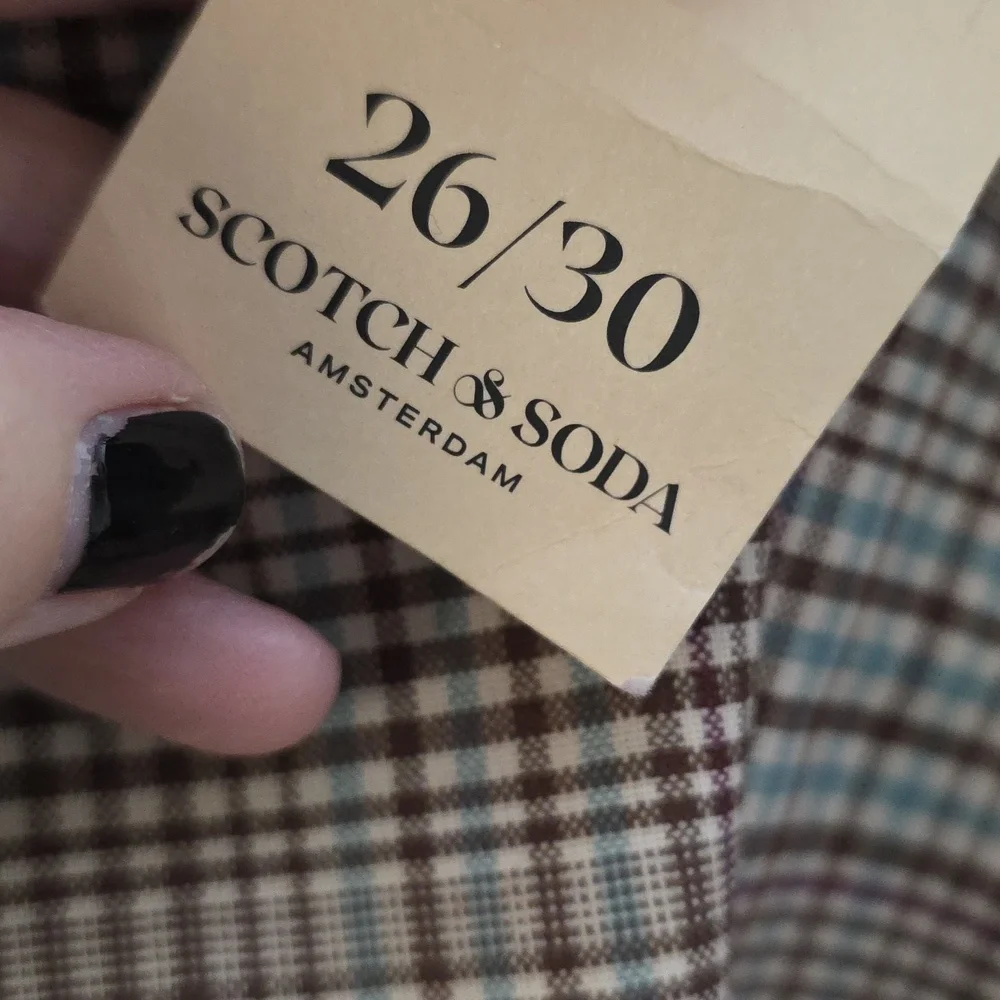 26/30
SCOTCH & SODA
AMSTERDAM